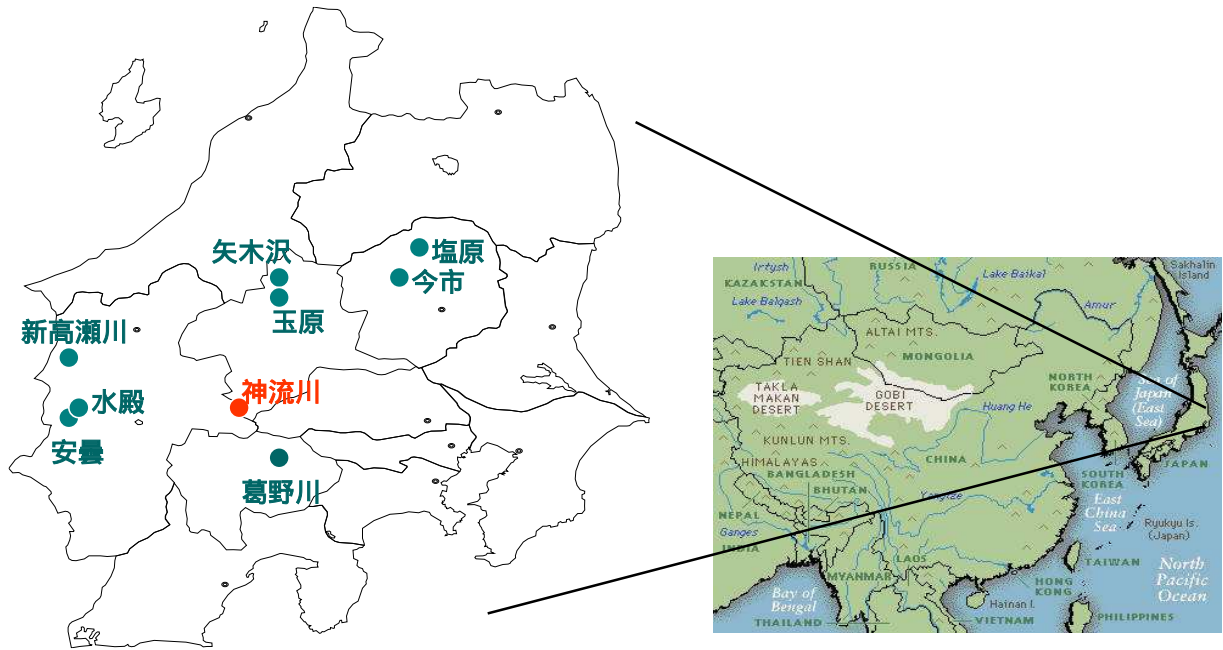 矢木沢
塩原
今市
玉原
新高瀬川
神流川
水殿
安曇
葛野川
Irtysh
RUSSIA
Lake Baikal
Sakhalin
Island
KAZAKSTAN
Lake Balqash
Amur
ALTAI MTS.
MONGOLIA
TIEN SHAN
NORTH
KOREA
Sea of
Japan
(East
Sea)
TAKLA
MAKAN
DESERT
GOBI
DESERT
Huang He
KUNLUN MTS.
CHINA
HIMALAYAS
JAPAN
BANGLADESH
SOUTH
KOREA
BHUTAN
Yangtze
East
China
Sea
NEPAL
Ryukyu Is.
(Japan)
Ganges
INDIA
LAOS
TAIWAN
North
Pacific
Ocean
MYANMAR
HONG
KONG
Bay of
Bengal
Hainan I.
THAILAND
VIETNAM
PHILIPPINES